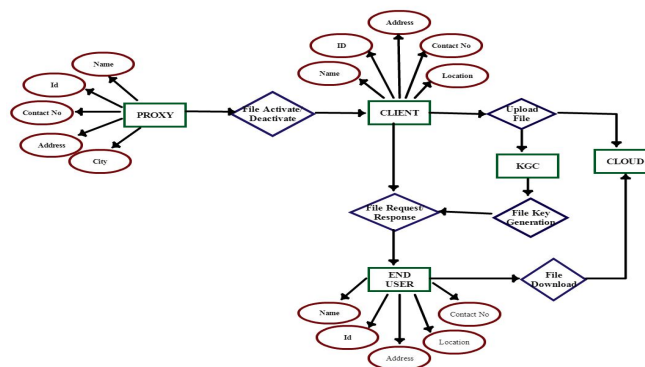 Address
ID
Contact No
Name
Location
Name
Id
Contact No
Address
City
PROXY
File Activate/
Deactivate
CLIENT
Upload
File
KGC
CLOUD
File Request/
Response
File Key
Generation
END
USER
File
Download
Name
Id
Address
Location
Contact No